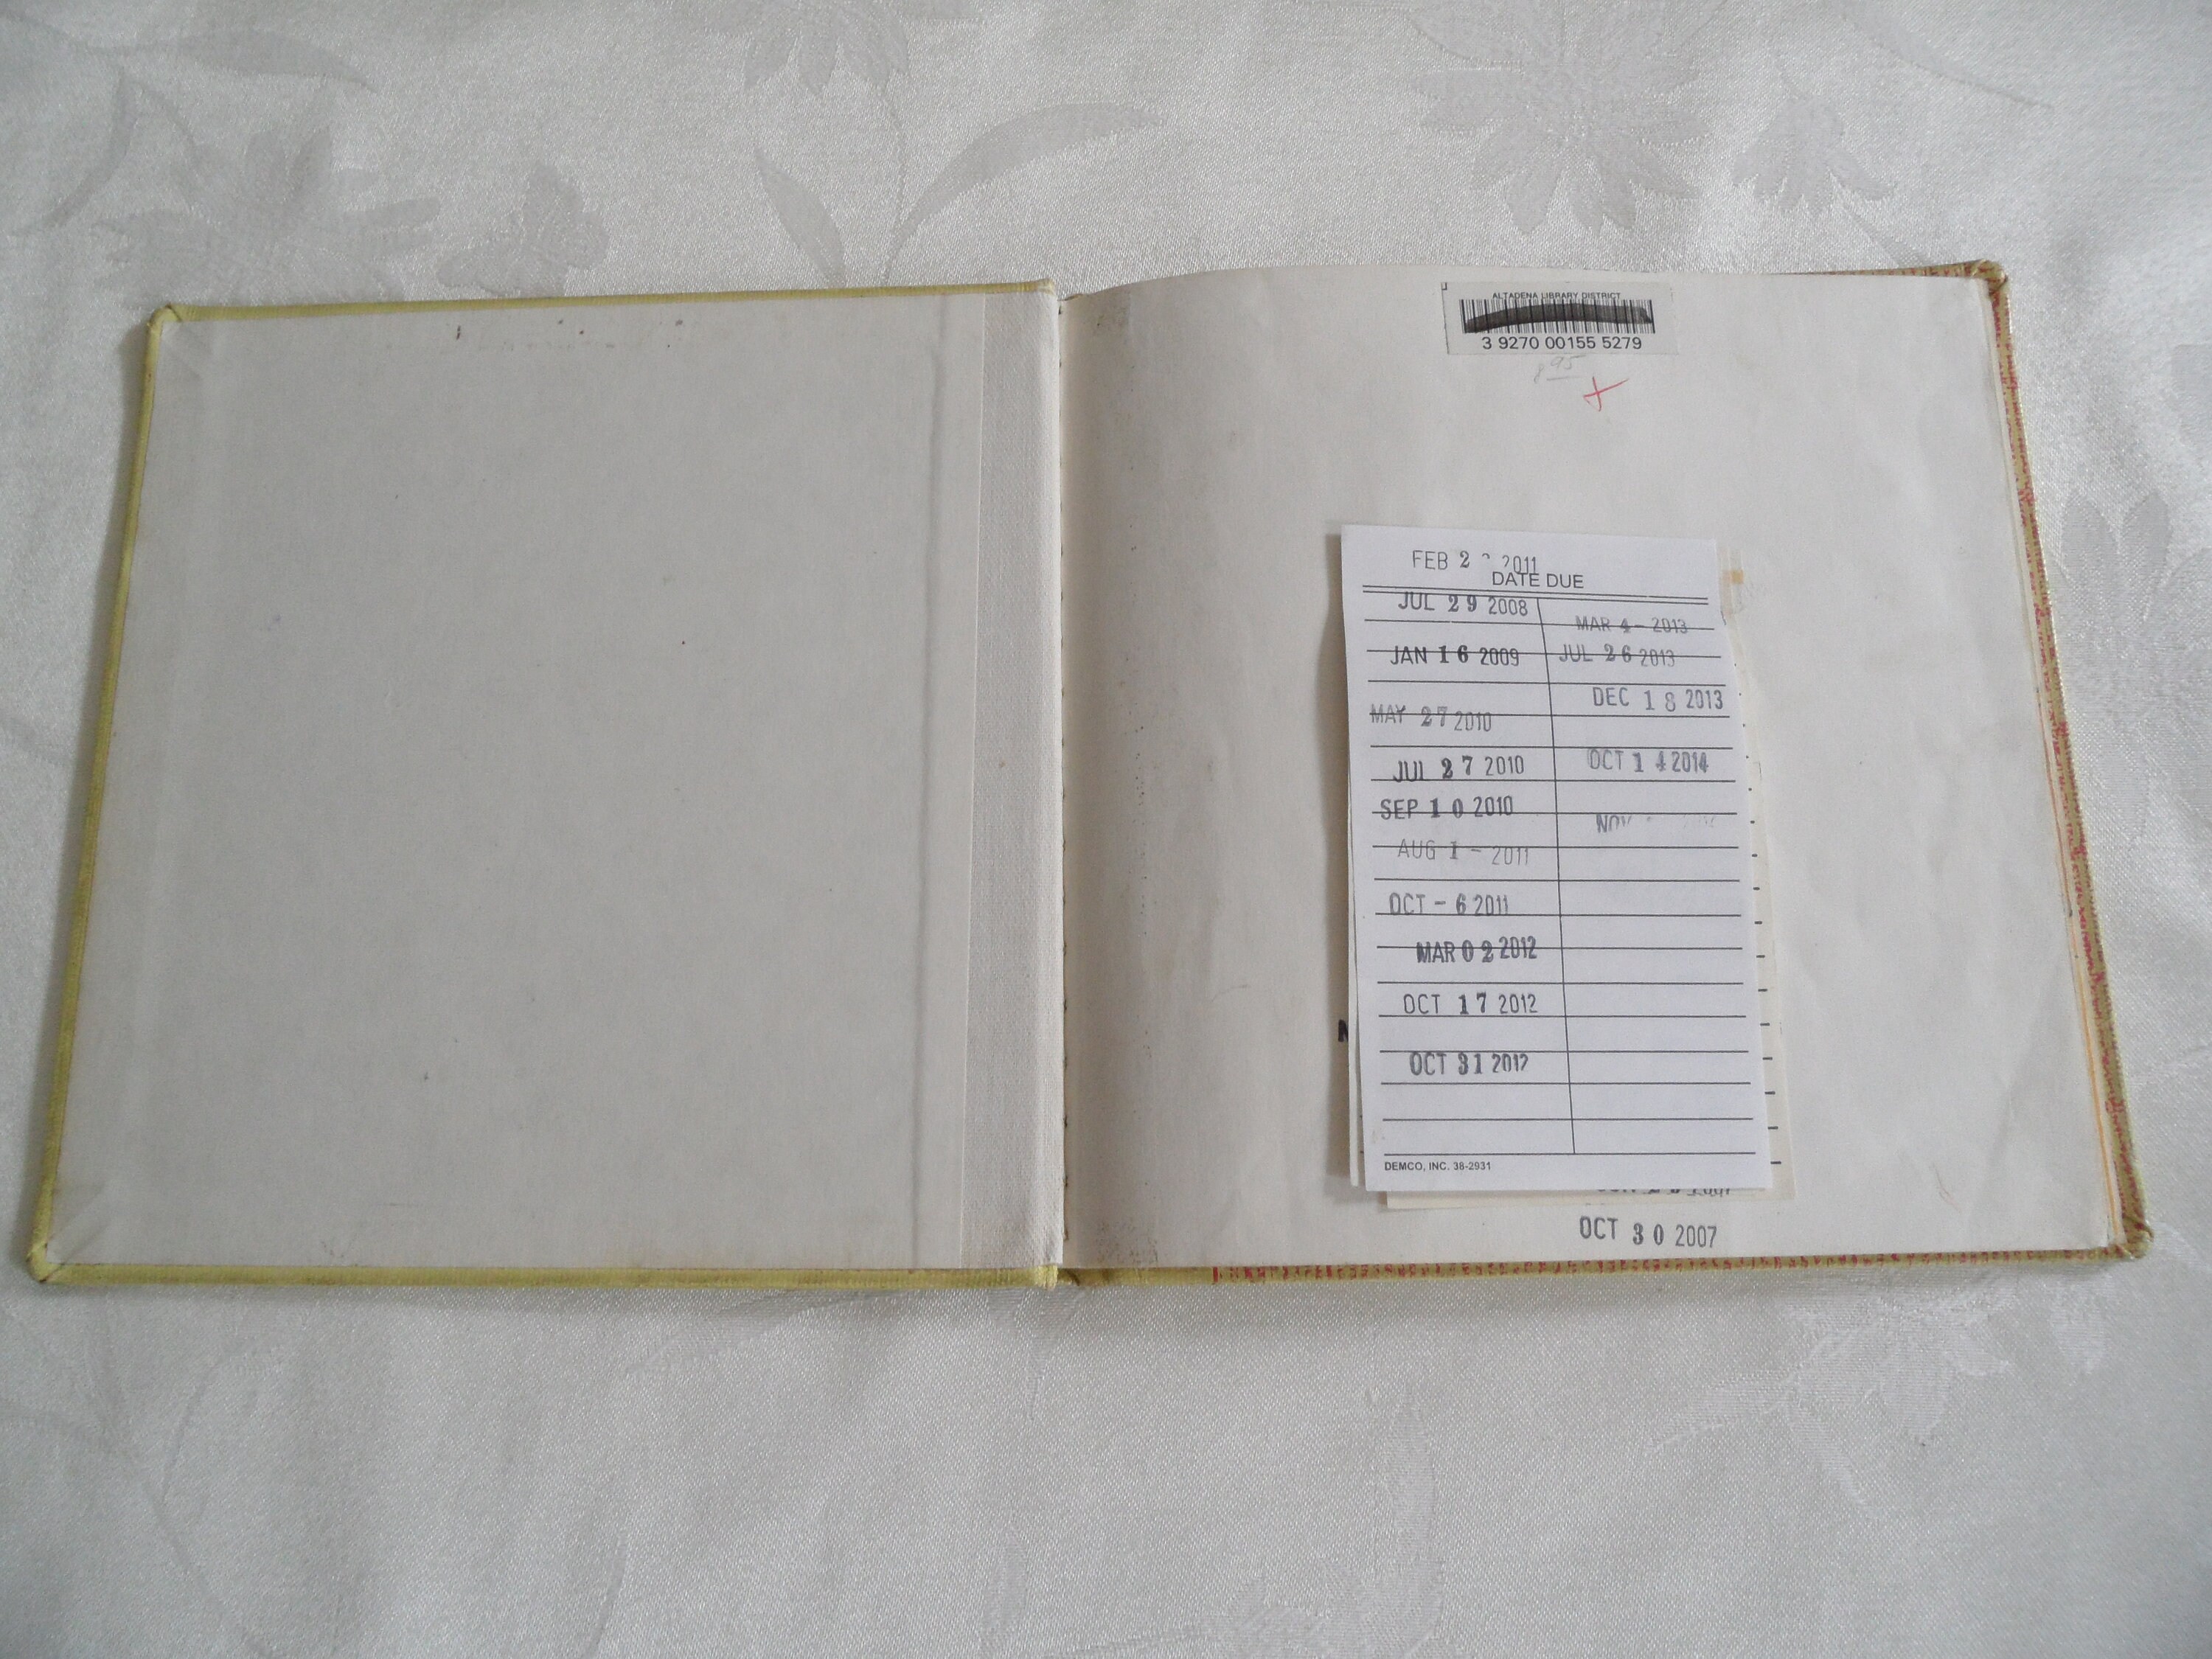 ALTADENA LIBRARY DISTRICT
3 9270 00155 5279
8 95
FEB 2 2011
DATE DUE
JUL 29 2008
JAN 16 2009
MAY 27 2010
JUL 27 2010
SEP 10 2010
AUG 1 - 2011
OCT - 6 2011
MAR 02 2012
OCT 17 2012
OCT 31 2012
MAR 4 - 2013
JUL 26 2013
DEC 18 2013
OCT 14 2014
NOV
DEMCO, INC. 38-2931
OCT 30 2007